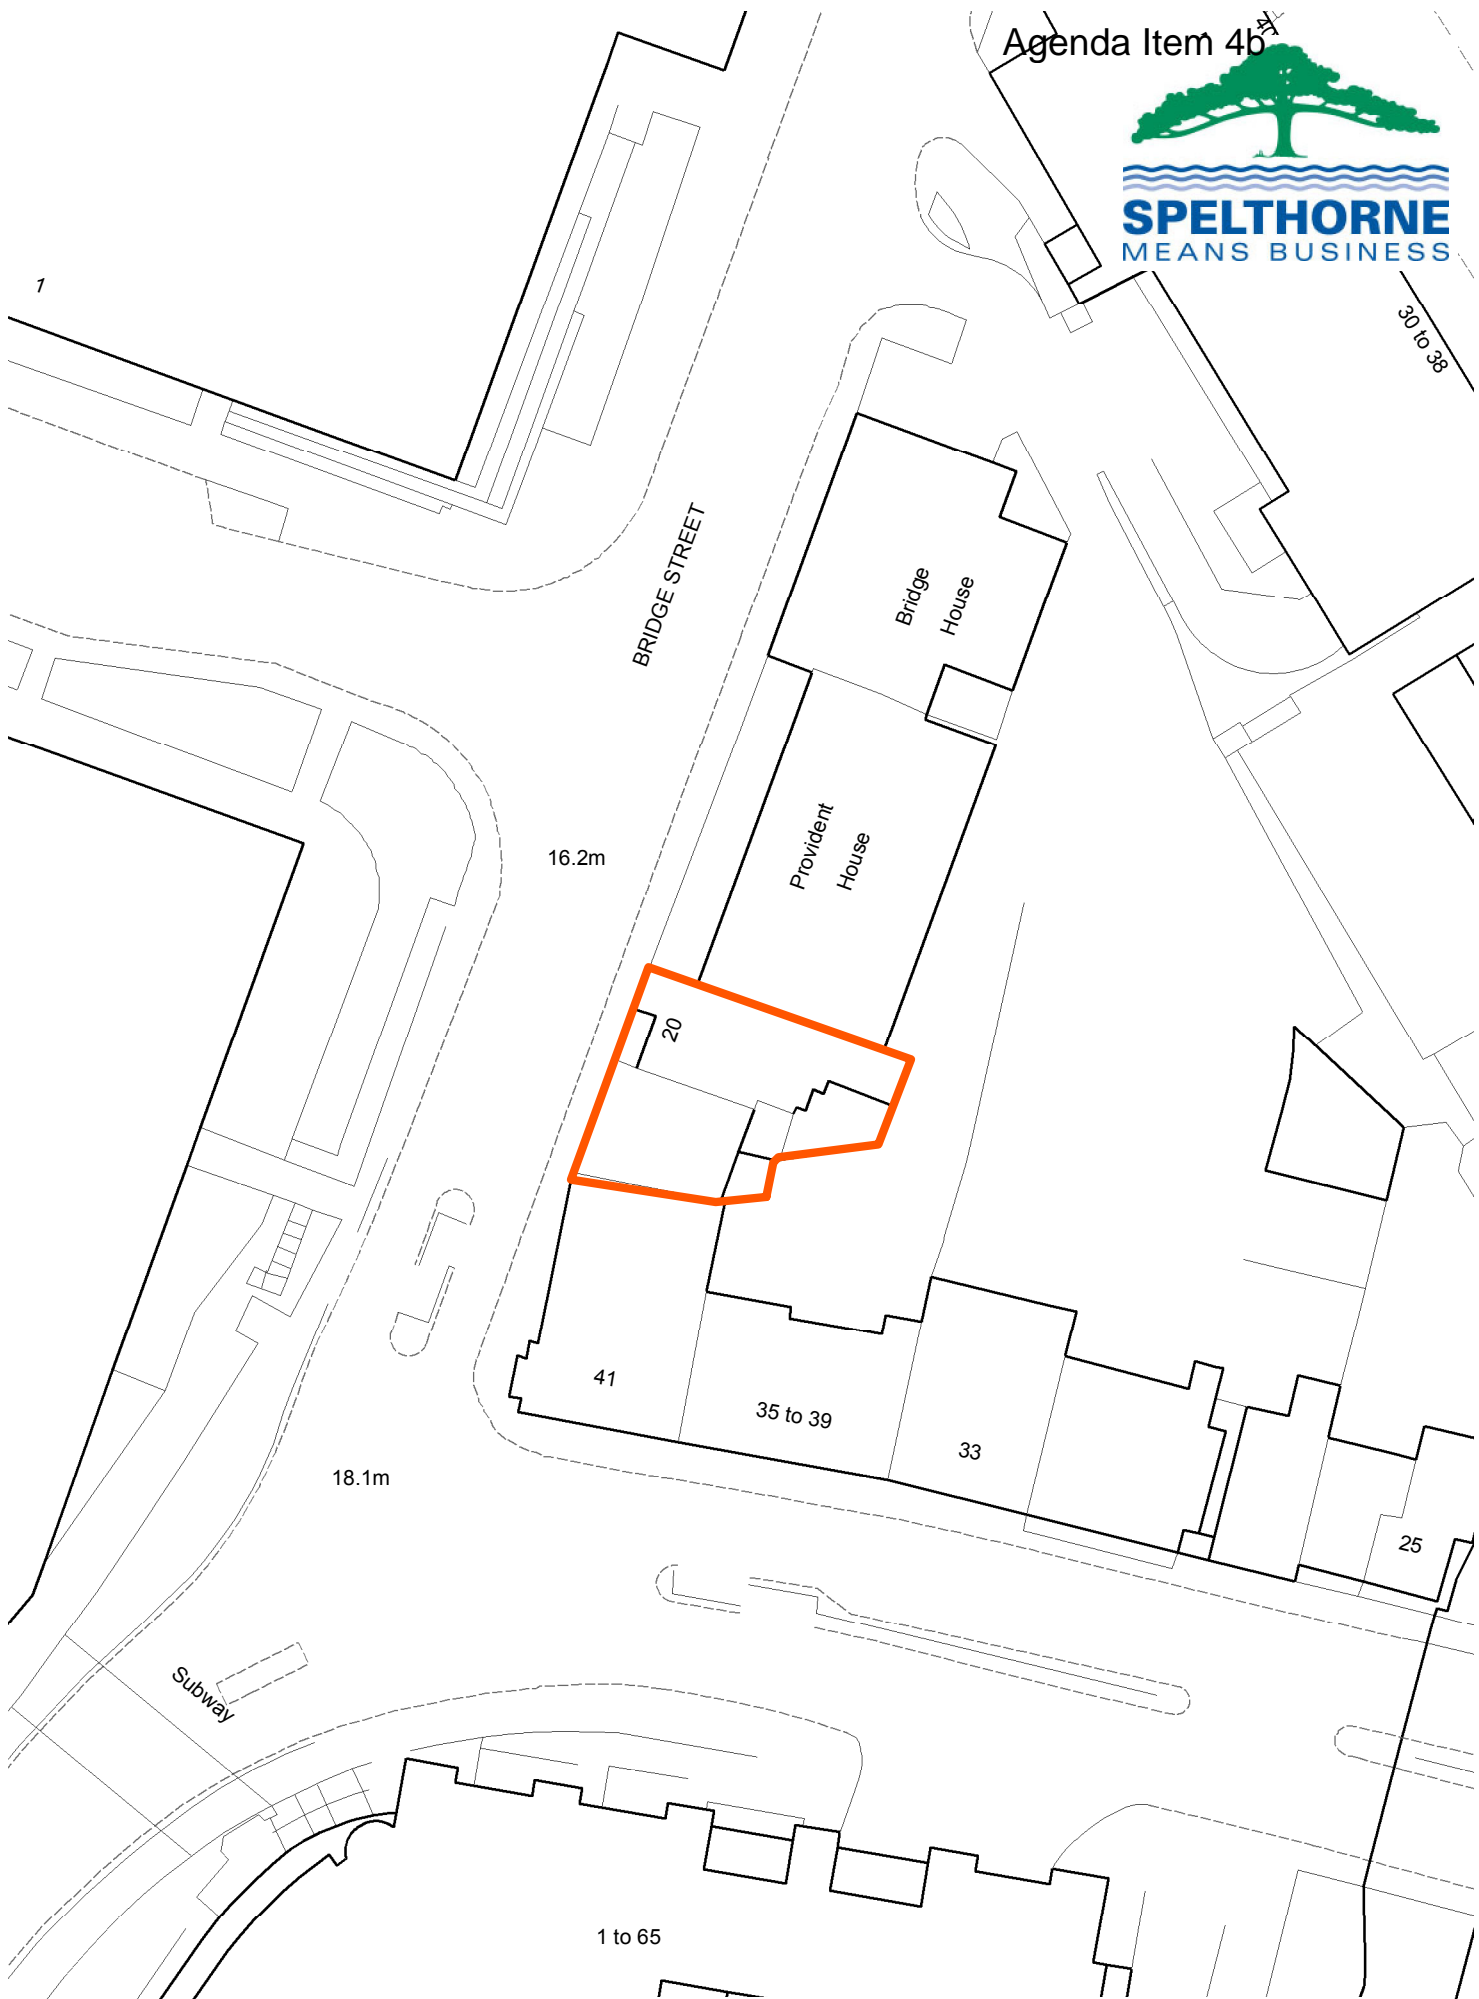 Agenda Item 4b
SPELTHORNE
MEANS BUSINESS
1
30 to 38
BRIDGE STREET
Bridge
House
Provident
House
16.2m
20
41
35 to 39
33
18.1m
25
Subway
1 to 65